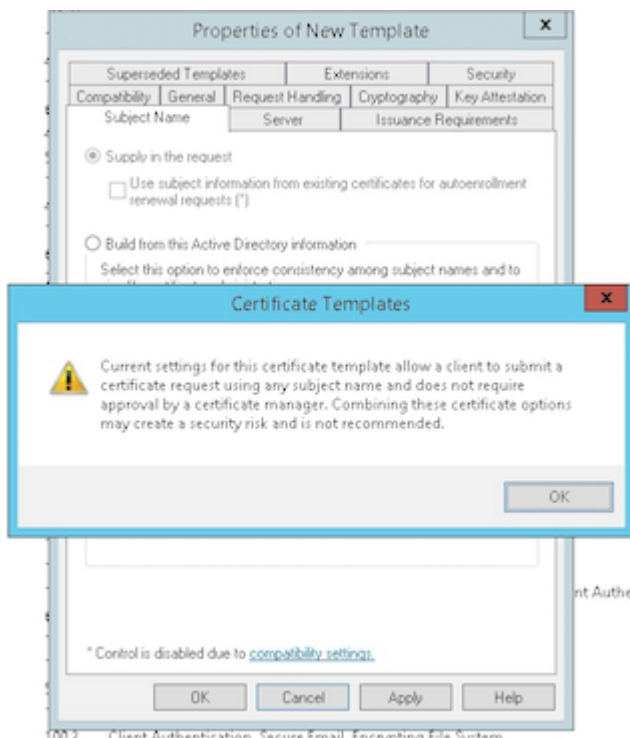 Properties of New Template
x
Superseded Templates Extensions Security
Compatibility General Request Handling Cryptography Key Attestation
Subject Name Server Issuance Requirements
Supply in the request
Use subject information from existing certificates for autoenrollment
renewal requests (*)
Build from this Active Directory information
Select this option to enforce consistency among subject names and to
Certificate Templates
x
Current settings for this certificate template allow a client to submit a
certificate request using any subject name and does not require
approval by a certificate manager. Combining these certificate options
may create a security risk and is not recommended.
OK
* Control is disabled due to compatibility settings.
OK Cancel Apply Help
Client Authentication, Secure Email, Encrypting File System